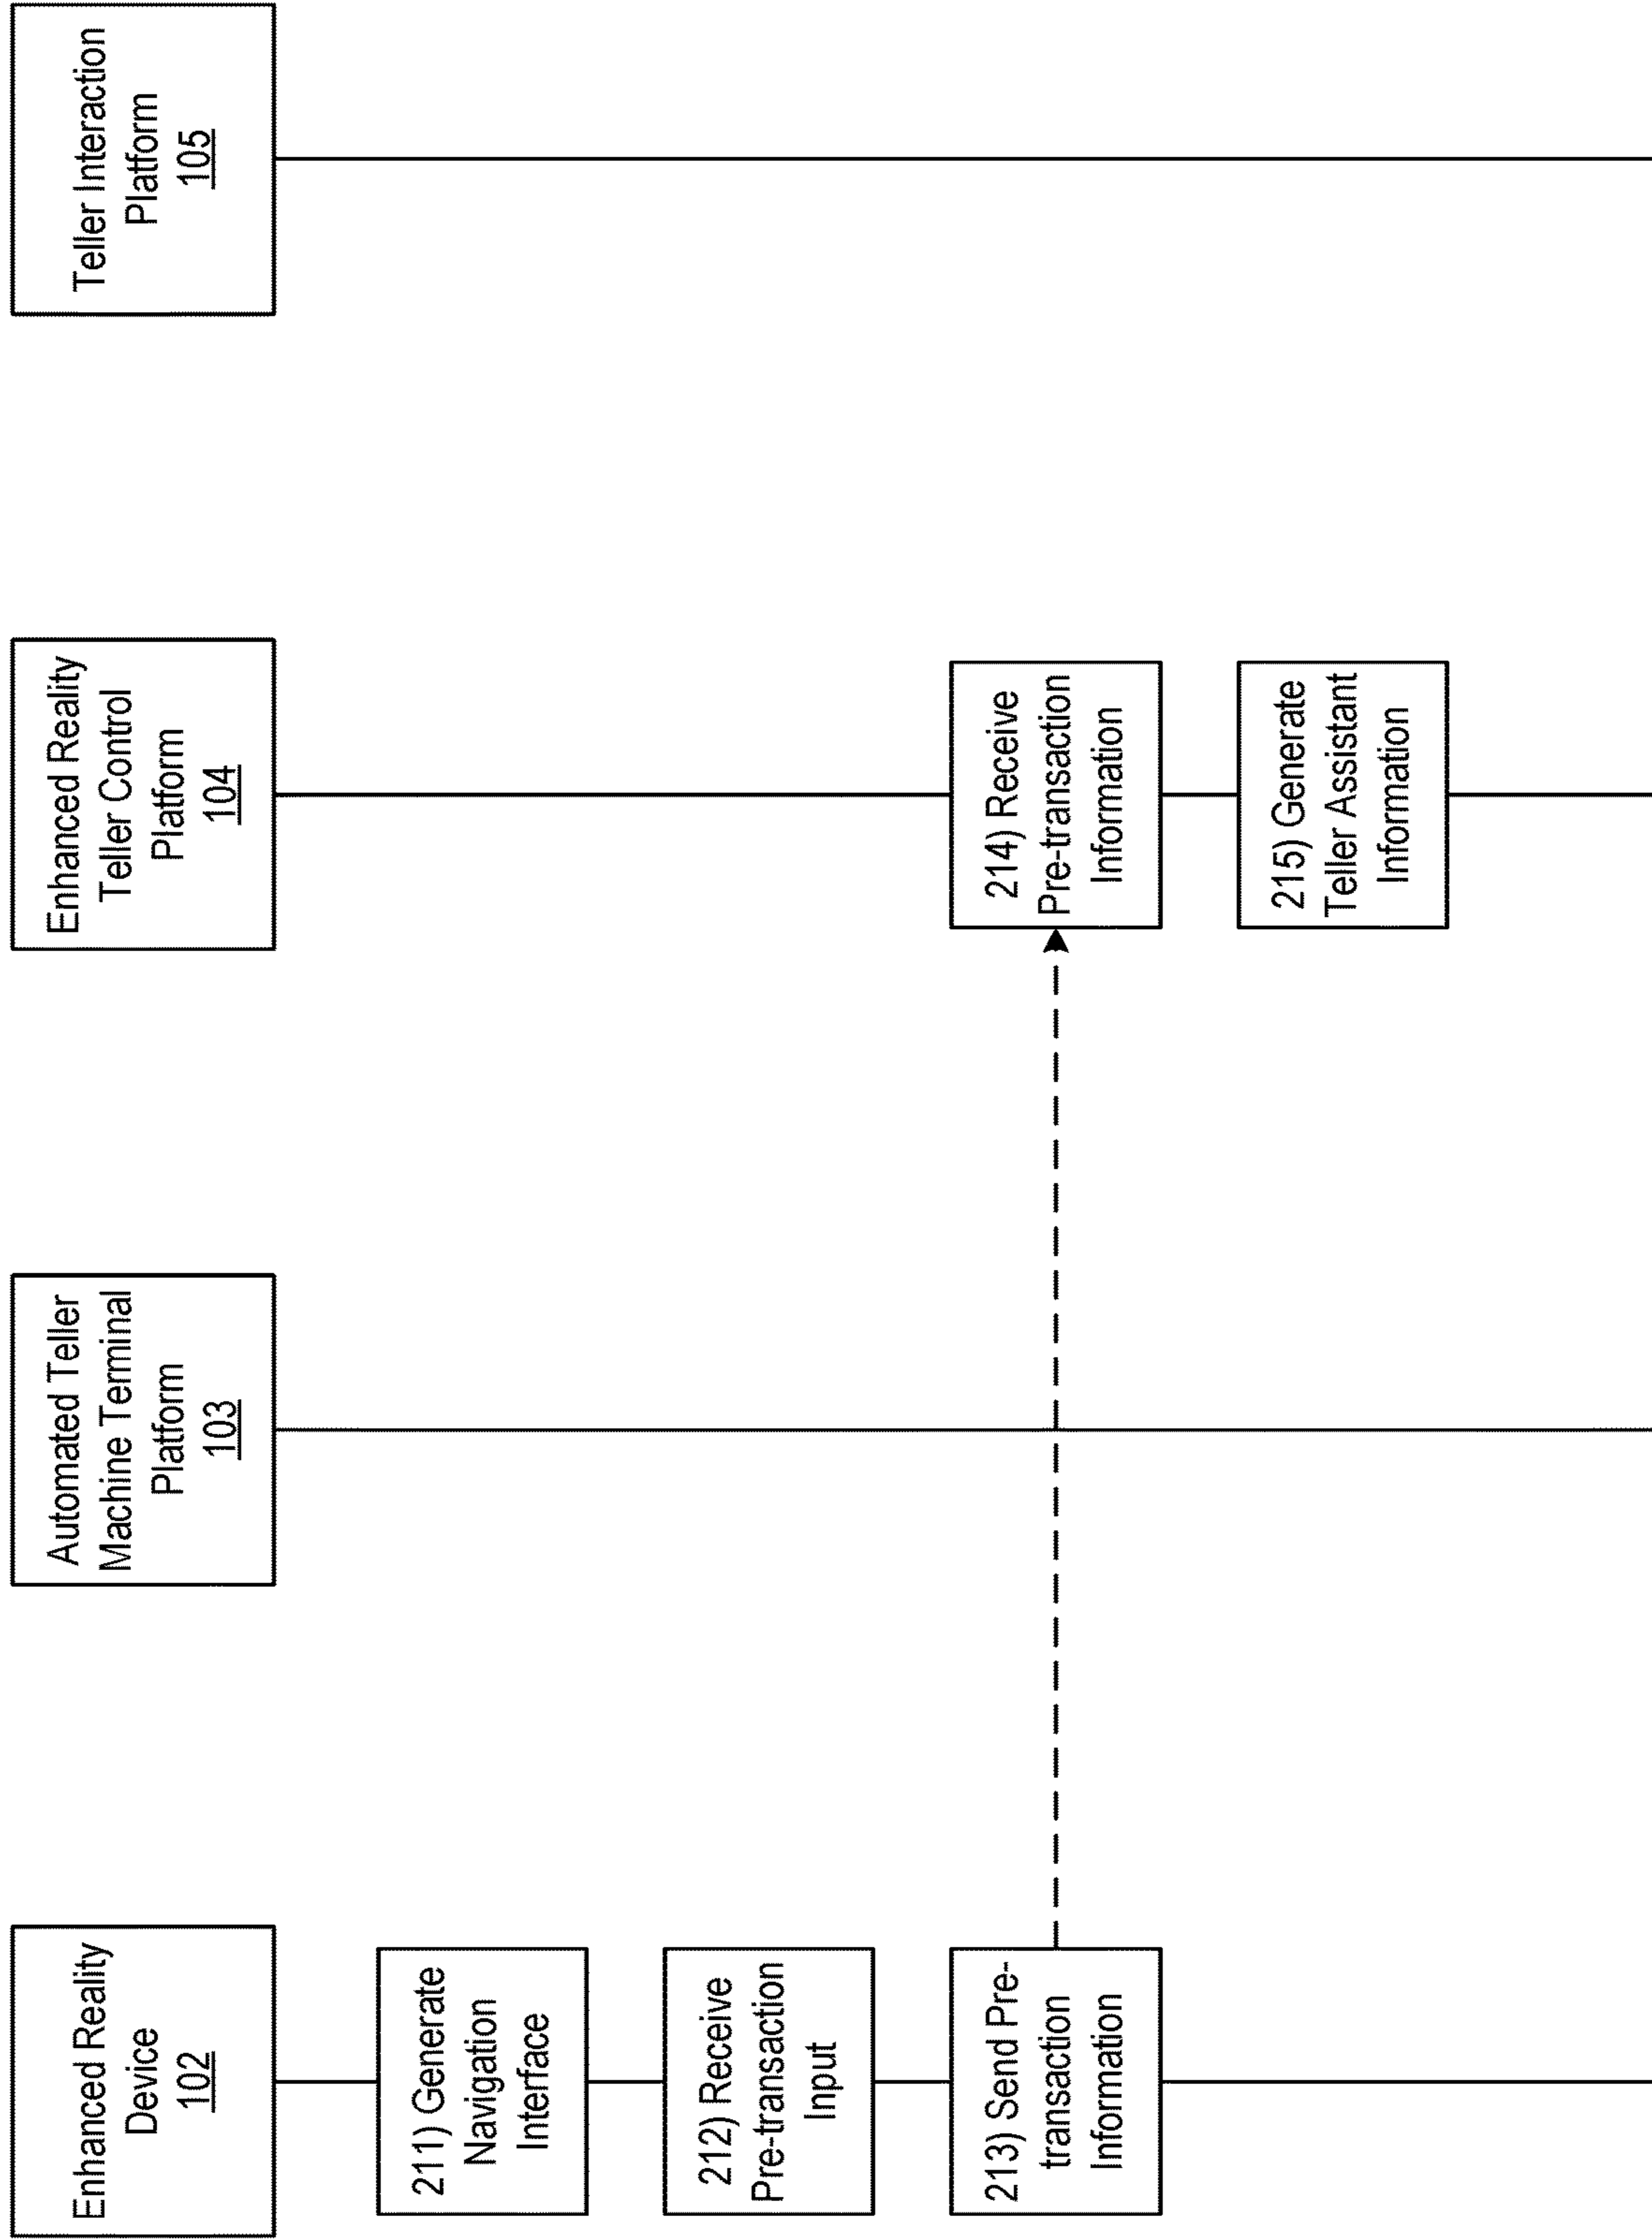 Enhanced Reality
Device
102
Automated Teller
Machine Terminal
Platform
103
Enhanced Reality
Teller Control
Platform
104
Teller Interaction
Platform
105
211) Generate
Navigation
Interface
212) Receive
Pre-transaction
Input
213) Send Pre-
transaction
Information
214) Receive
Pre-transaction
Information
215) Generate
Teller Assistant
Information